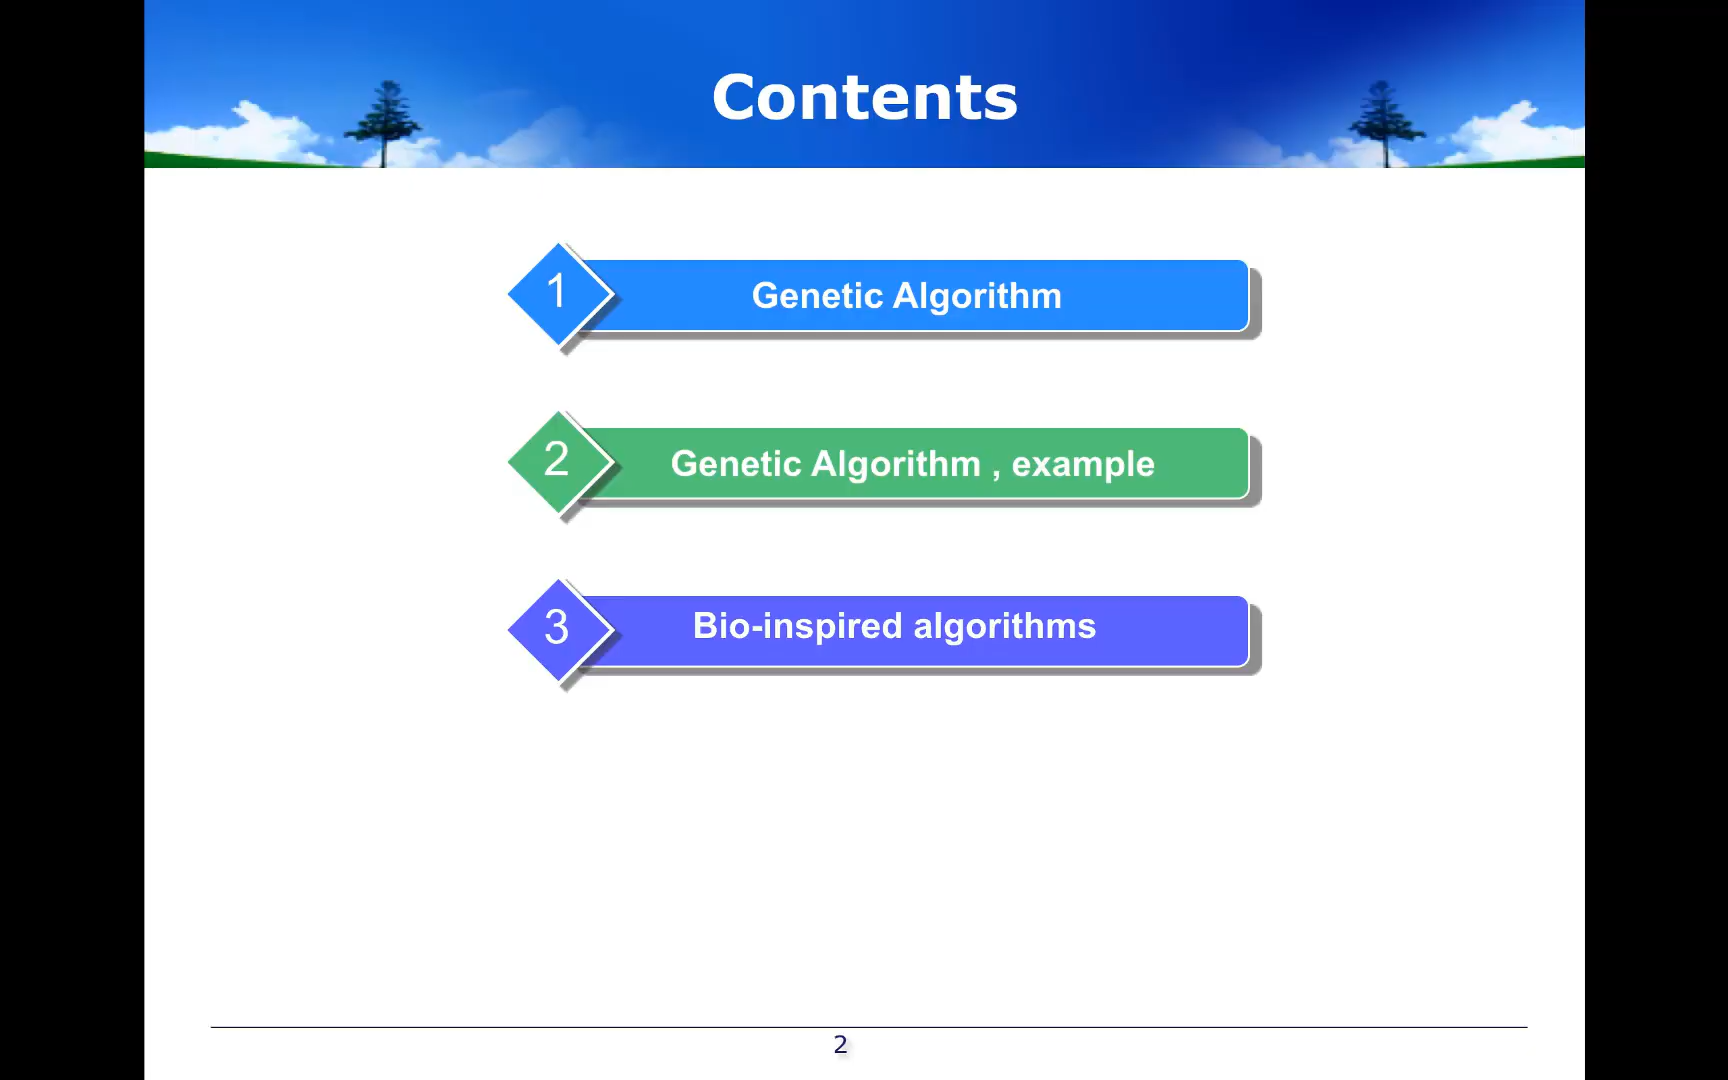 Contents
1 Genetic Algorithm
2 Genetic Algorithm , example
3 Bio-inspired algorithms
2